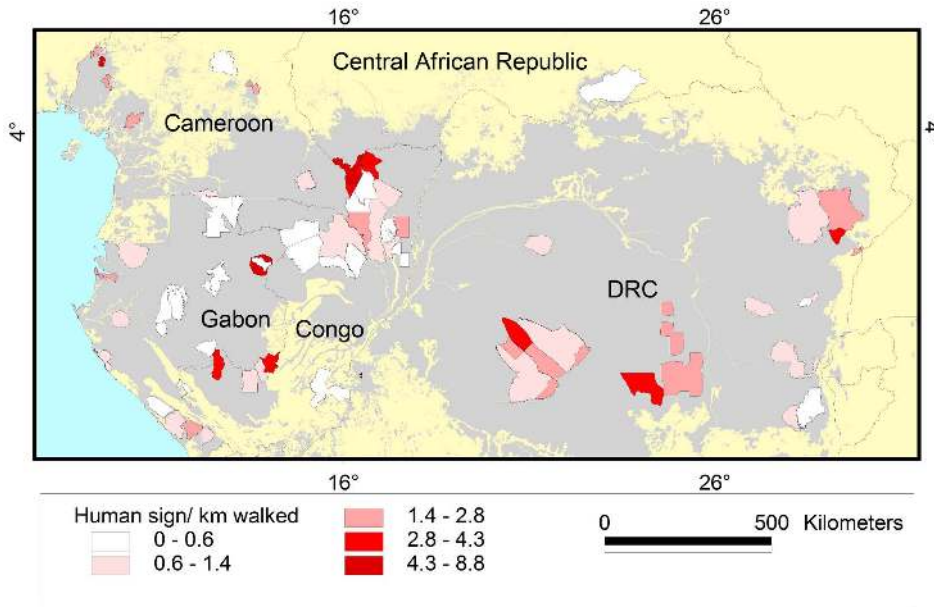 16° 26°
Central African Republic
Cameroon
4° 4
DRC
Gabon
Congo
16° 26°
Human sign/ km walked
0 - 0.6
0.6 - 1.4
1.4 - 2.8
2.8 - 4.3
4.3 - 8.8
0 500 Kilometers